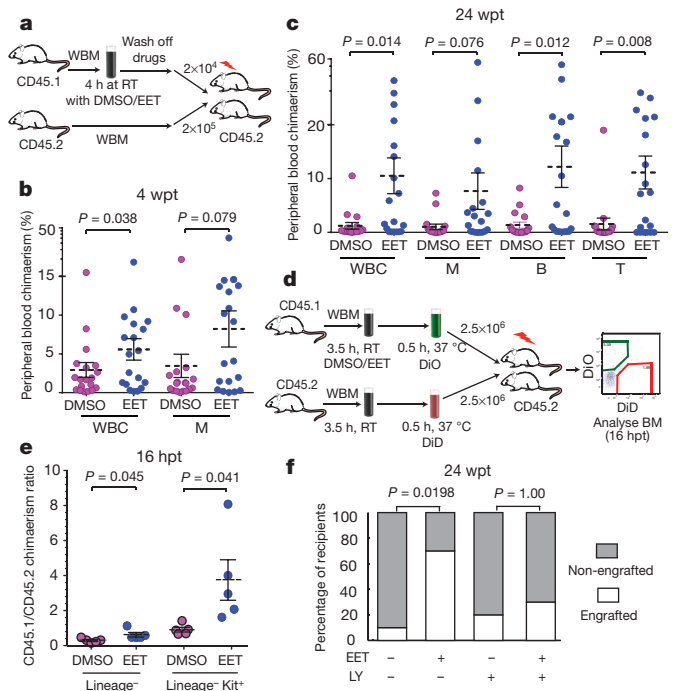 a
CD45.1
WBM
4 h at RT
with DMSO/EET
Wash off
drugs
2×10⁴
CD45.2
WBM
2×10⁵
CD45.2
b
4 wpt
Peripheral blood chimaerism (%)
50
15
10
5
0
P = 0.038
P = 0.079
DMSO EET DMSO EET
WBC M
c
24 wpt
Peripheral blood chimaerism (%)
60
20
10
0
P = 0.014
P = 0.076
P = 0.012
P = 0.008
DMSO EET DMSO EET DMSO EET DMSO EET
WBC M B T
d
CD45.1
WBM
3.5 h, RT
DMSO/EET
0.5 h, 37 °C
DiO
2.5×10⁶
CD45.2
WBM
3.5 h, RT
0.5 h, 37 °C
DiD
2.5×10⁶
CD45.2
DiO
DiD
Analyse BM
(16 hpt)
e
16 hpt
CD45.1/CD45.2 chimaerism ratio
10
8
6
4
2
0
P = 0.045
P = 0.041
DMSO EET DMSO EET
Lineage⁻ Lineage⁻ Kit⁺
f
24 wpt
Percentage of recipients
100
80
60
40
20
0
P = 0.0198
P = 1.00
EET – + – +
LY – – + +
Non-engrafted
Engrafted